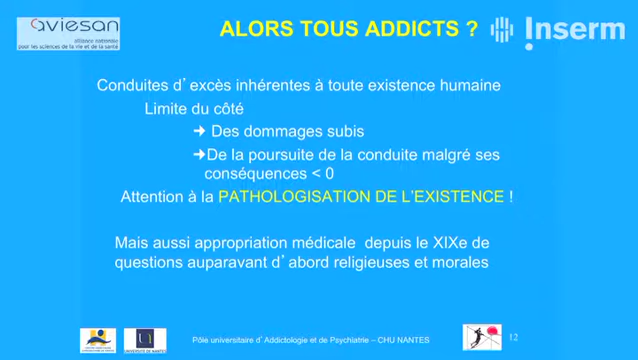 aviesan
alliance nationale
pour les sciences de la vie et de la santé
ALORS TOUS ADDICTS ?
Inserm
Conduites d’excès inhérentes à toute existence humaine
Limite du côté
➔ Des dommages subis
➔De la poursuite de la conduite malgré ses
conséquences < 0
Attention à la PATHOLOGISATION DE L’EXISTENCE !
Mais aussi appropriation médicale depuis le XIXe de
questions auparavant d’abord religieuses et morales
UNIVERSITÉ DE NANTES
Pôle universitaire d’Addictologie et de Psychiatrie – CHU NANTES
12